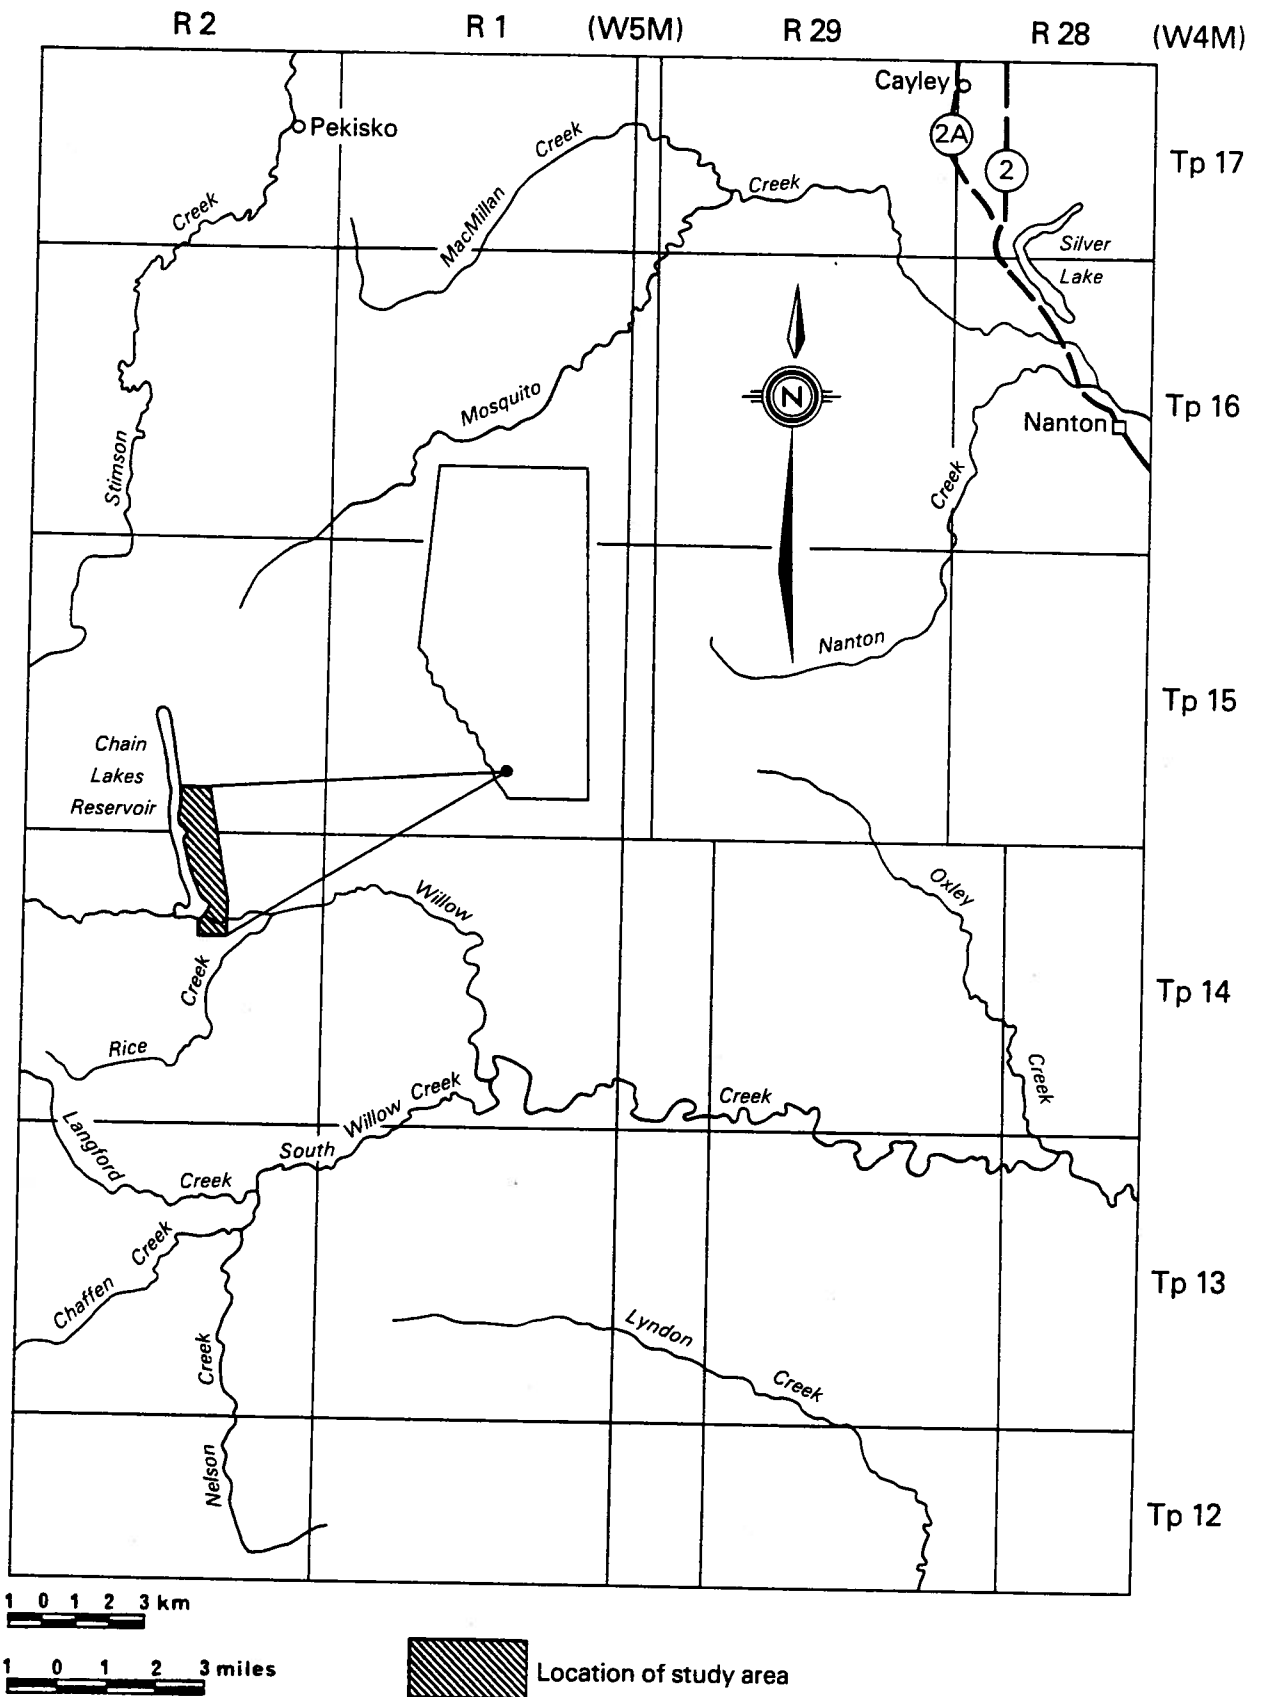 R 2 R 1 (W5M) R 29 R 28 (W4M)
Cayley
Pekisko
2A
2
Tp 17
Creek
MacMillan
Creek
Creek
Silver
Lake
Stimson
Mosquito
N
Tp 16
Nanton
Creek
Nanton
Tp 15
Chain
Lakes
Reservoir
Oxley
Creek
Willow
Creek
Rice
Tp 14
Langford
Creek
South Willow Creek
Creek
Chaffen Creek
Tp 13
Lyndon
Creek
Creek
Nelson
Tp 12
1 0 1 2 3 km
1 0 1 2 3 miles
Location of study area